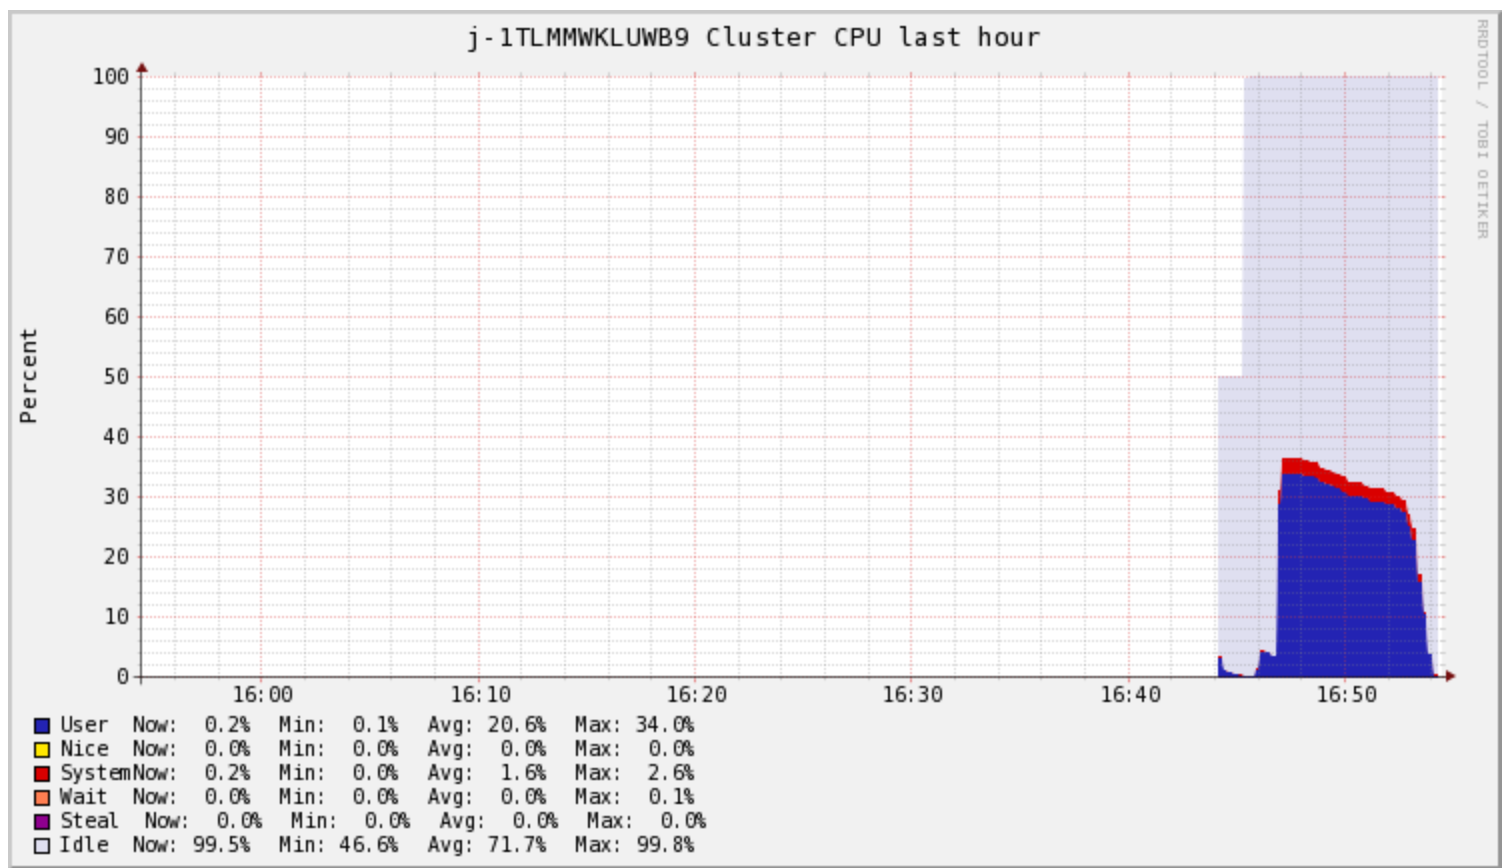 j-1TLMMWKLUWB9 Cluster CPU last hour
RRDTOOL / TOBI OETIKER
Percent
100
90
80
70
60
50
40
30
20
10
0
16:00 16:10 16:20 16:30 16:40 16:50
User Now: 0.2% Min: 0.1% Avg: 20.6% Max: 34.0%
Nice Now: 0.0% Min: 0.0% Avg: 0.0% Max: 0.0%
System Now: 0.2% Min: 0.0% Avg: 1.6% Max: 2.6%
Wait Now: 0.0% Min: 0.0% Avg: 0.0% Max: 0.1%
Steal Now: 0.0% Min: 0.0% Avg: 0.0% Max: 0.0%
Idle Now: 99.5% Min: 46.6% Avg: 71.7% Max: 99.8%